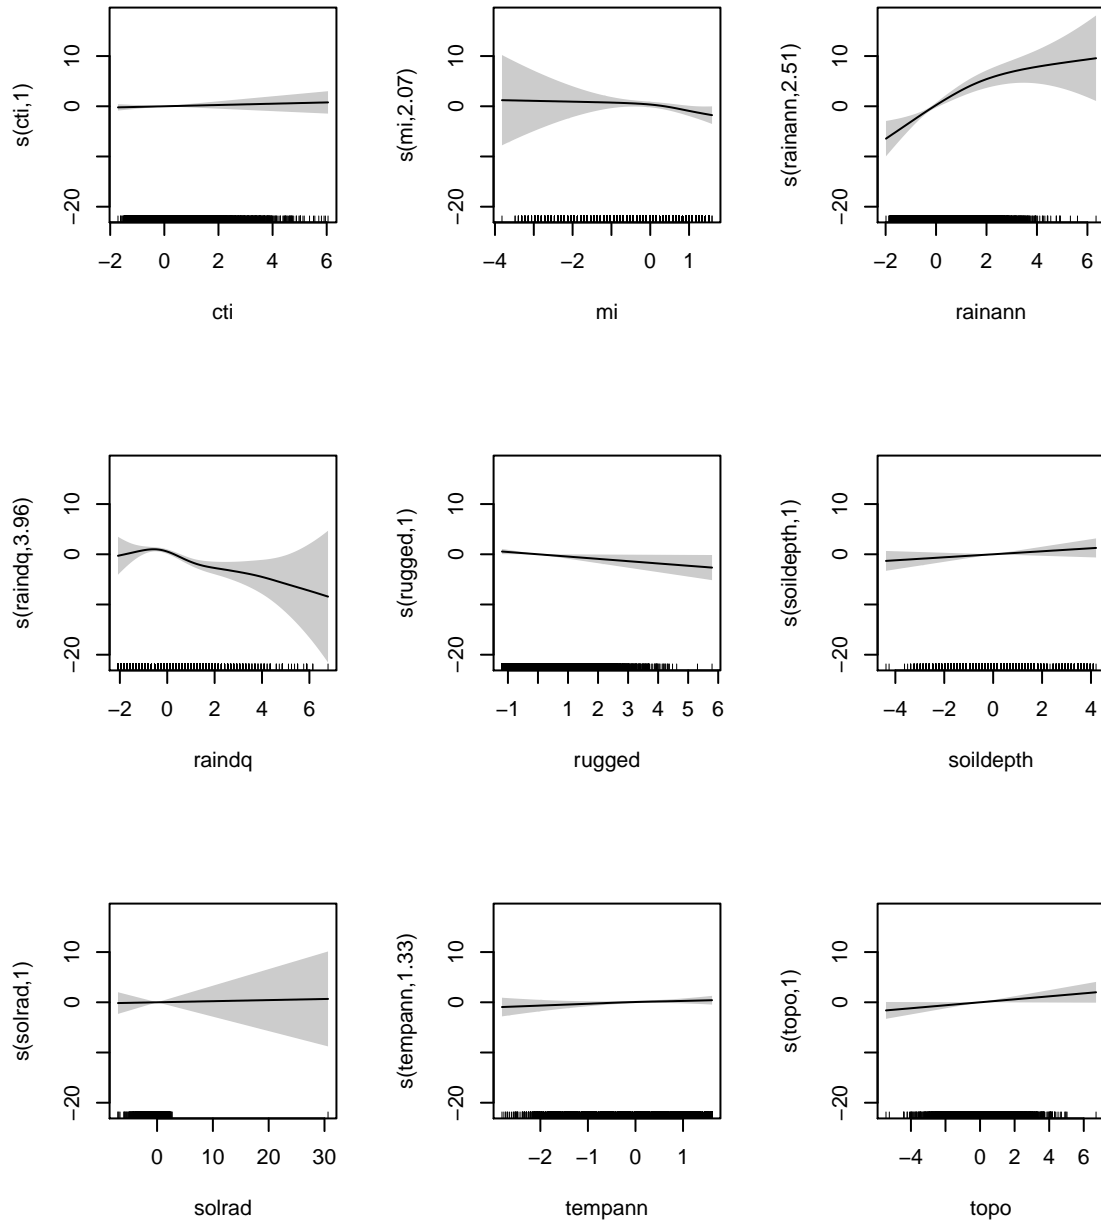 s(cti,1)
10
0
−20
−2 0 2 4 6
cti
s(mi,2.07)
10
0
−20
−4 −2 0 1
mi
s(rainann,2.51)
10
0
−20
−2 0 2 4 6
rainann
s(raindq,3.96)
10
0
−20
−2 0 2 4 6
raindq
s(rugged,1)
10
0
−20
−1 1 2 3 4 5 6
rugged
s(soildepth,1)
10
0
−20
−4 −2 0 2 4
soildepth
s(solrad,1)
10
0
−20
0 10 20 30
solrad
s(tempann,1.33)
10
0
−20
−2 −1 0 1
tempann
s(topo,1)
10
0
−20
−4 0 2 4 6
topo